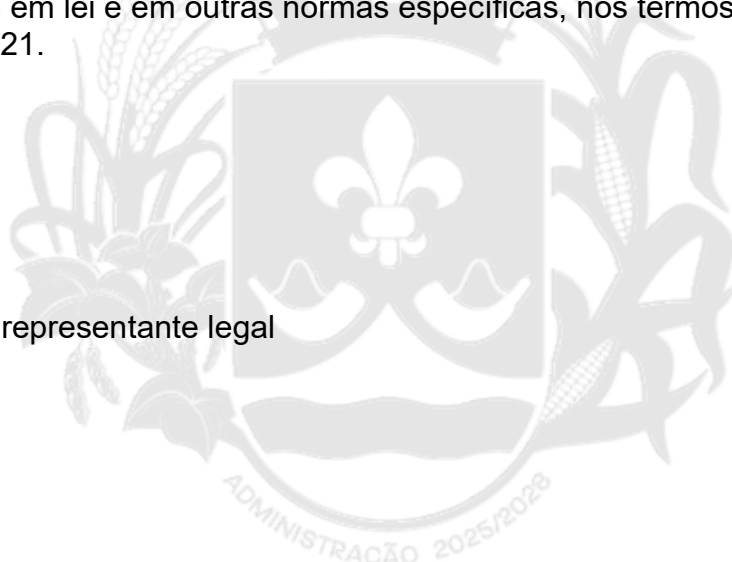 em lei e em outras normas específicas, nos termos
21.
representante legal
ADMINISTRAÇÃO 2025/2028